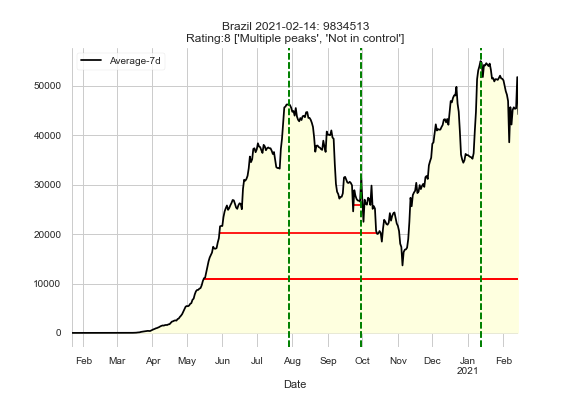 Brazil 2021-02-14: 9834513
Rating:8 ['Multiple peaks', 'Not in control']
Average-7d
50000
40000
30000
20000
10000
0
Feb Mar Apr May Jun Jul Aug Sep Oct Nov Dec Jan Feb
2021
Date